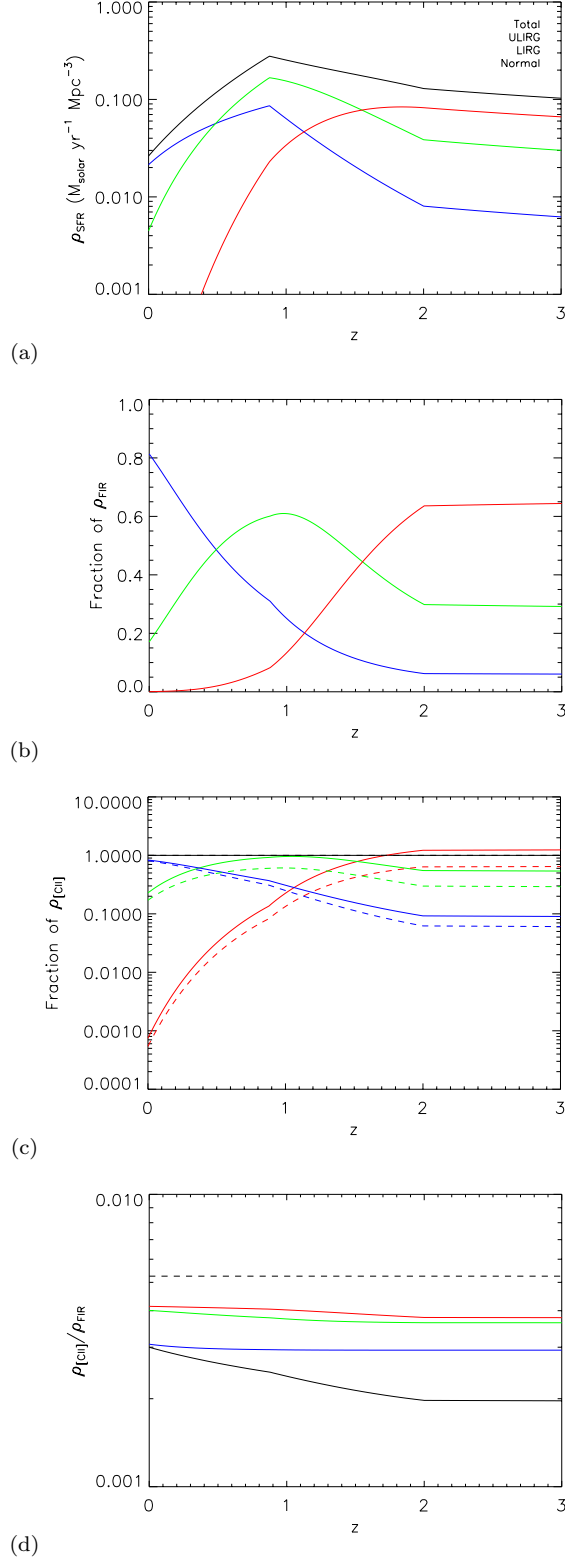 1.000
0.100
0.010
0.001
ρSFR (Msolar yr−1 Mpc−3)
Total
ULIRG
LIRG
Normal
0 1 2 3
z
(a)
1.0
0.8
0.6
0.4
0.2
0.0
Fraction of ρFIR
0 1 2 3
z
(b)
10.0000
1.0000
0.1000
0.0100
0.0010
0.0001
Fraction of ρ[CII]
0 1 2 3
z
(c)
0.010
0.001
ρ[CII]/ρFIR
0 1 2 3
z
(d)